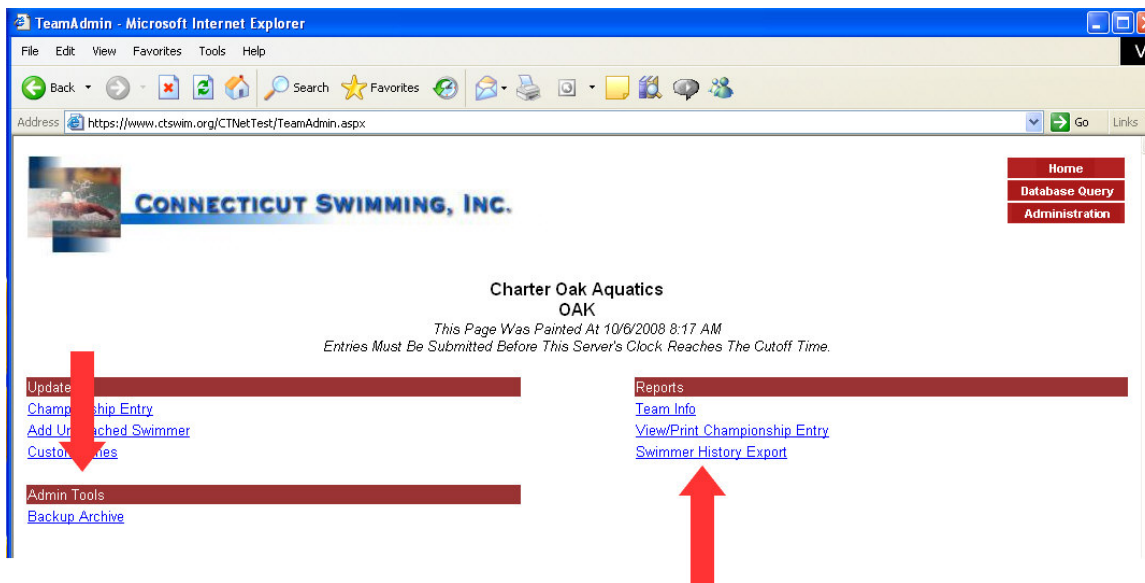 TeamAdmin - Microsoft Internet Explorer
File Edit View Favorites Tools Help
Back Search Favorites
Address https://www.ctswim.org/CTNetTest/TeamAdmin.aspx Go Links
CONNECTICUT SWIMMING, INC.
Home
Database Query
Administration
Charter Oak Aquatics
OAK
This Page Was Painted At 10/6/2008 8:17 AM
Entries Must Be Submitted Before This Server's Clock Reaches The Cutoff Time.
Entry
Add
Swimmer
Admin Tools
Backup Archive
Reports
Team Info
View/Print Championship Entry
Swimmer History Export